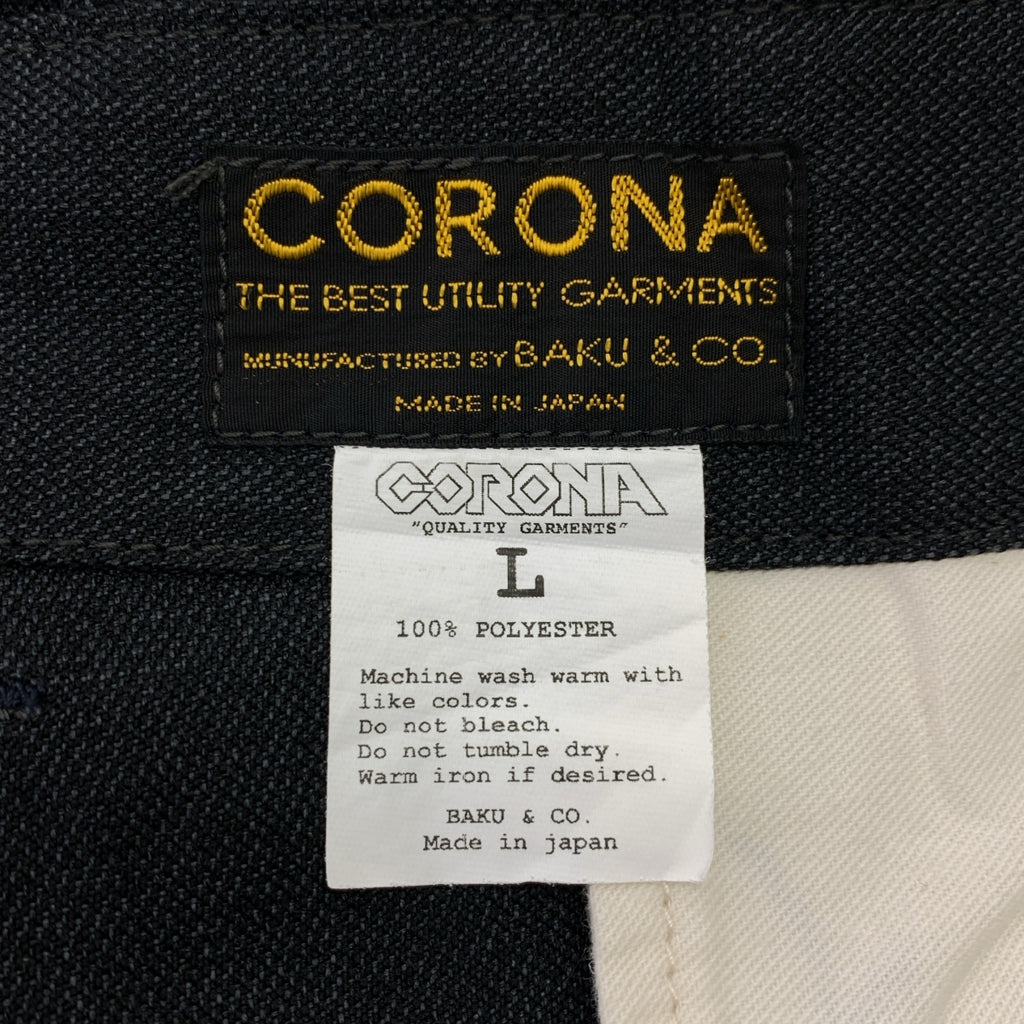 CORONA
THE BEST UTILITY GARMENTS
MUNUFACTURED BY BAKU & CO.
MADE IN JAPAN
CORONA
"QUALITY GARMENTS"
L
100% POLYESTER
Machine wash warm with
like colors.
Do not bleach.
Do not tumble dry.
Warm iron if desired.
BAKU & CO.
Made in japan